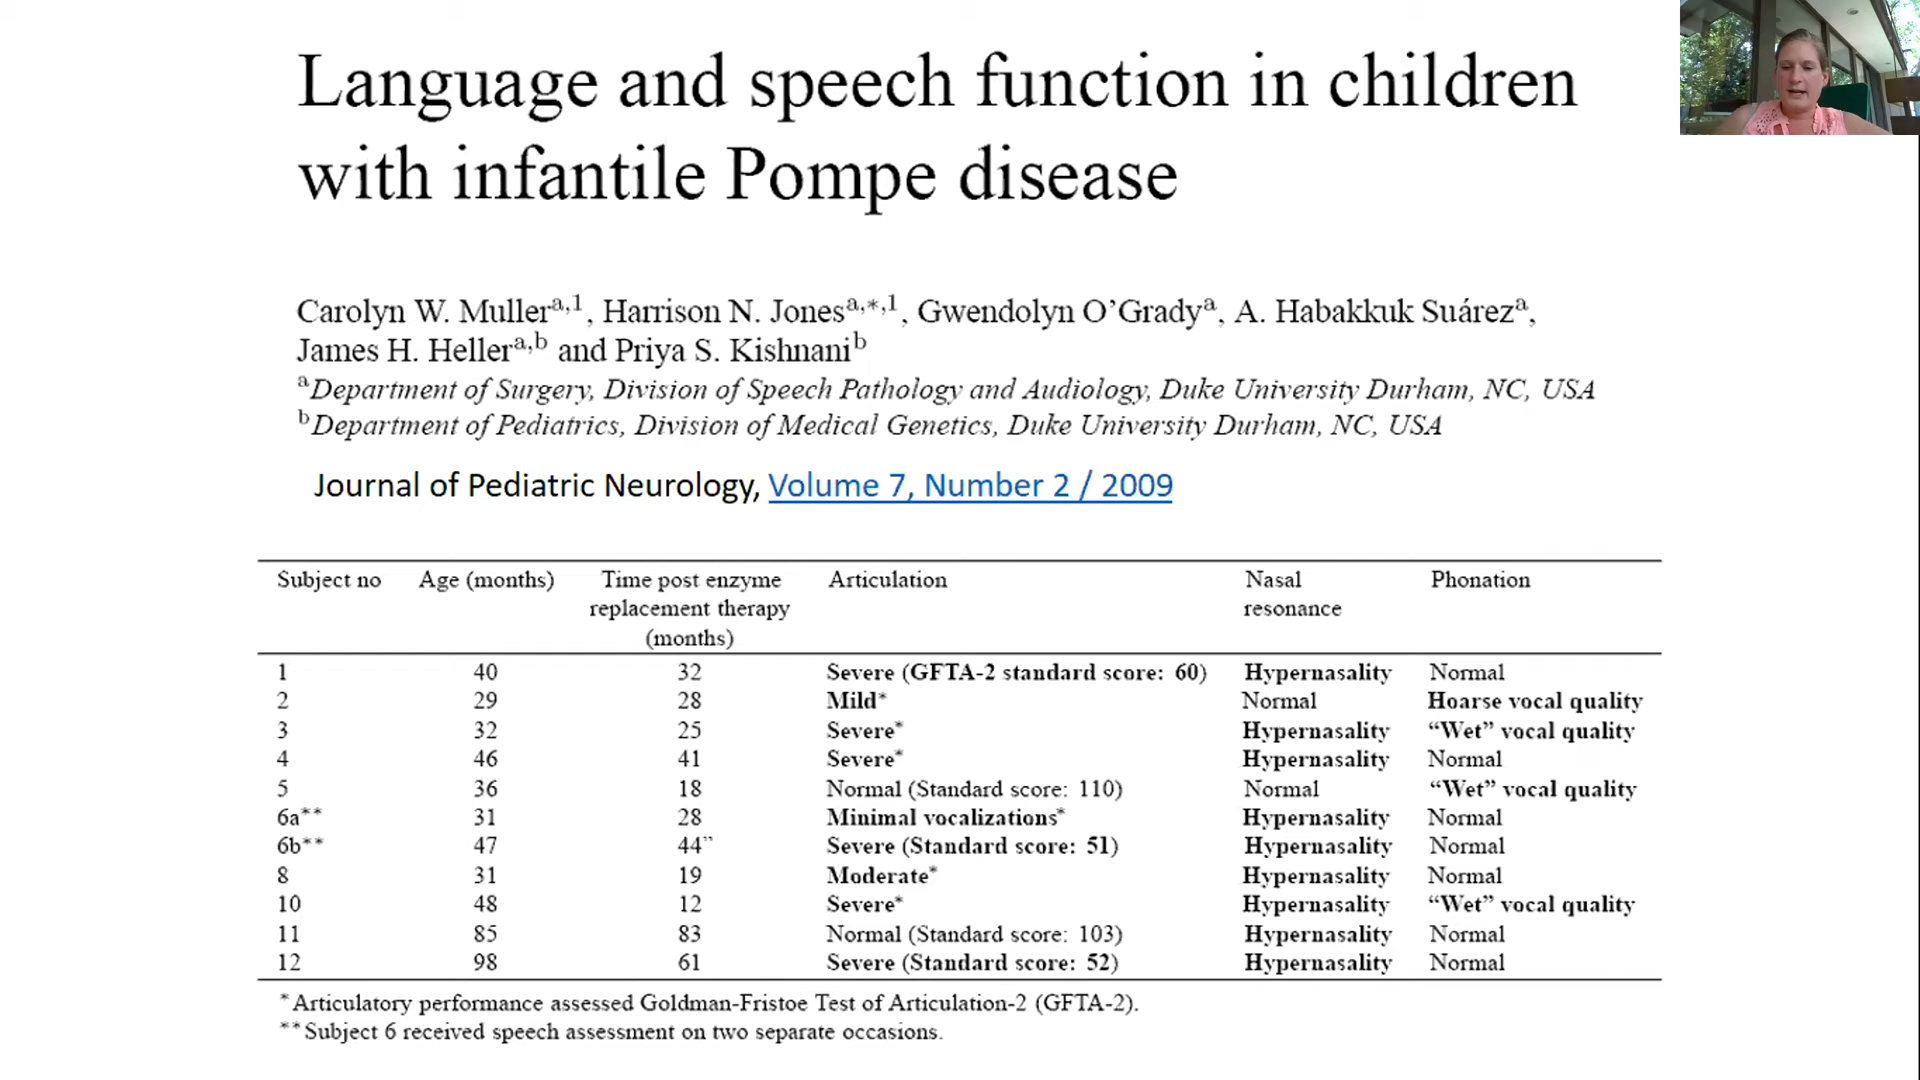 Language and speech function in children
with infantile Pompe disease
Carolyn W. Muller a,1, Harrison N. Jones a,*,1, Gwendolyn O’Grady a, A. Habakkuk Suárez a,
James H. Heller a,b and Priya S. Kishnani b
a Department of Surgery, Division of Speech Pathology and Audiology, Duke University Durham, NC, USA
b Department of Pediatrics, Division of Medical Genetics, Duke University Durham, NC, USA
Journal of Pediatric Neurology, Volume 7, Number 2 / 2009
Subject no Age (months) Time post enzyme Articulation Nasal Phonation
replacement therapy resonance
(months)
1 40 32 Severe (GFTA-2 standard score: 60) Hypernasality Normal
2 29 28 Mild* Normal Hoarse vocal quality
3 32 25 Severe* Hypernasality “Wet” vocal quality
4 46 41 Severe* Hypernasality Normal
5 36 18 Normal (Standard score: 110) Normal “Wet” vocal quality
6a** 31 28 Minimal vocalizations* Hypernasality Normal
6b** 47 44” Severe (Standard score: 51) Hypernasality Normal
8 31 19 Moderate* Hypernasality Normal
10 48 12 Severe* Hypernasality “Wet” vocal quality
11 85 83 Normal (Standard score: 103) Hypernasality Normal
12 98 61 Severe (Standard score: 52) Hypernasality Normal
*Articulatory performance assessed Goldman-Fristoe Test of Articulation-2 (GFTA-2).
**Subject 6 received speech assessment on two separate occasions.